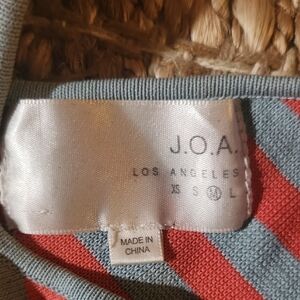 J.O.A.
LOS ANGELES
XS S M L
MADE IN
CHINA